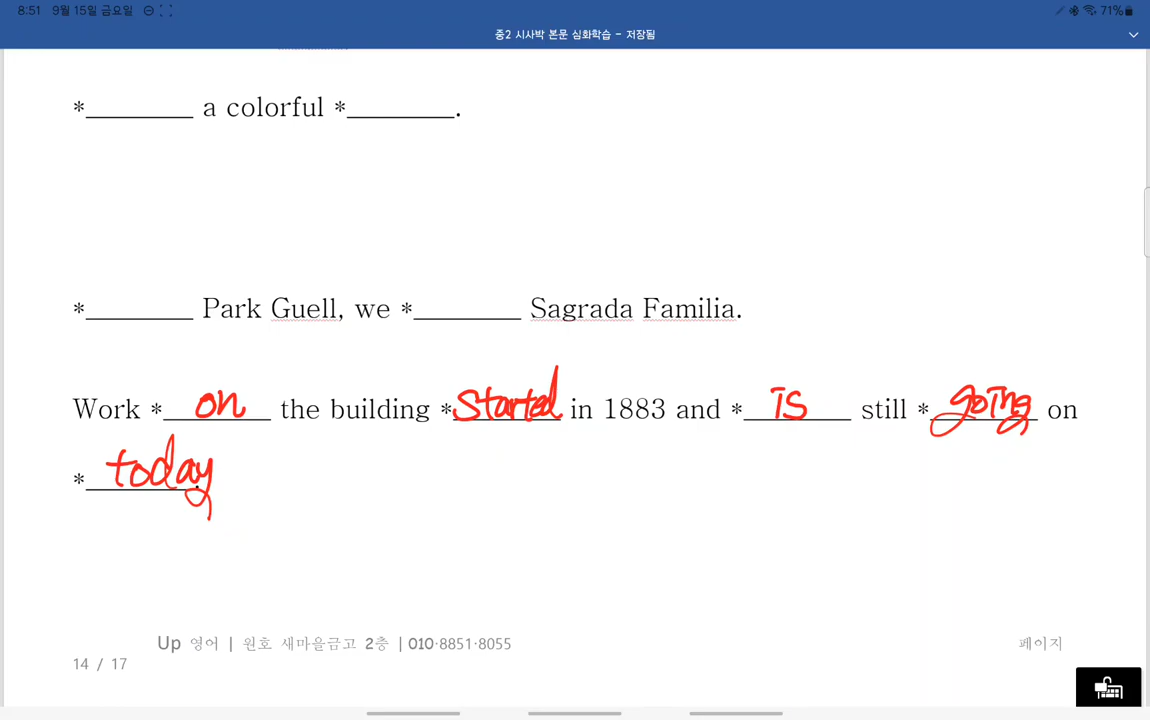 8:51 9월 15일 금요일 71%
중2 시사박 본문 심화학습 - 저장됨
*________ a colorful *________.
*________ Park Guell, we *________ Sagrada Familia.
Work * on the building * started in 1883 and * is still * going on
* today.
Up 영어 | 원호 새마을금고 2층 | 010·8851·8055 페이지
14 / 17